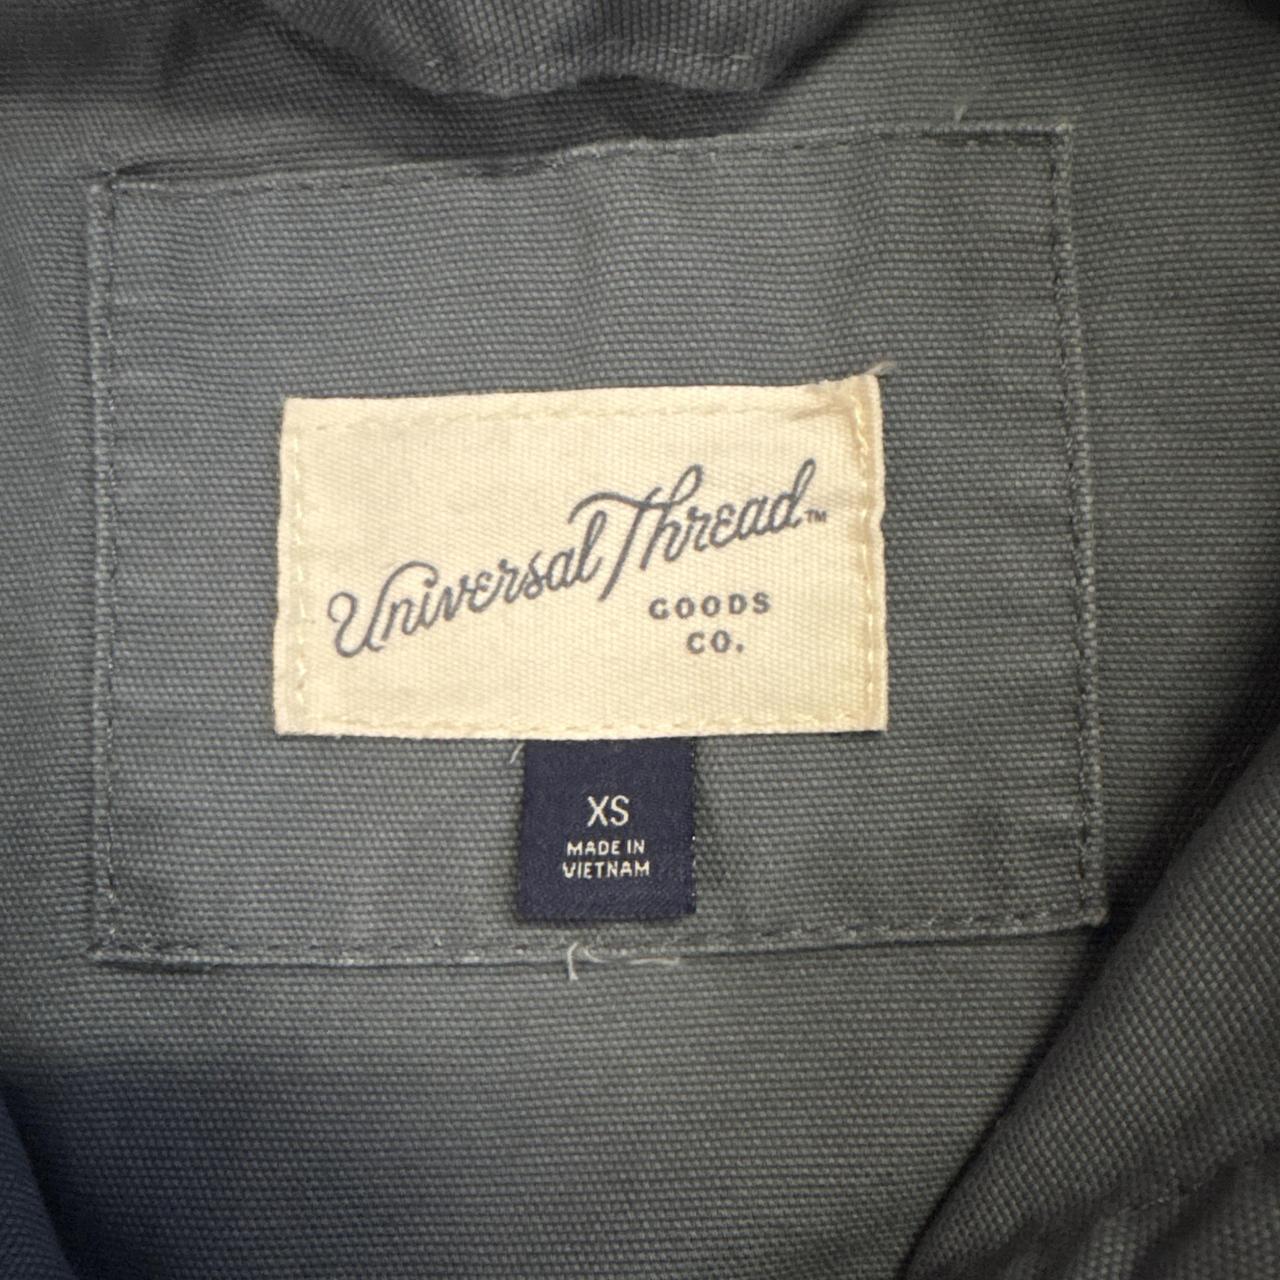 Universal Thread™
GOODS
CO.
XS
MADE IN
VIETNAM